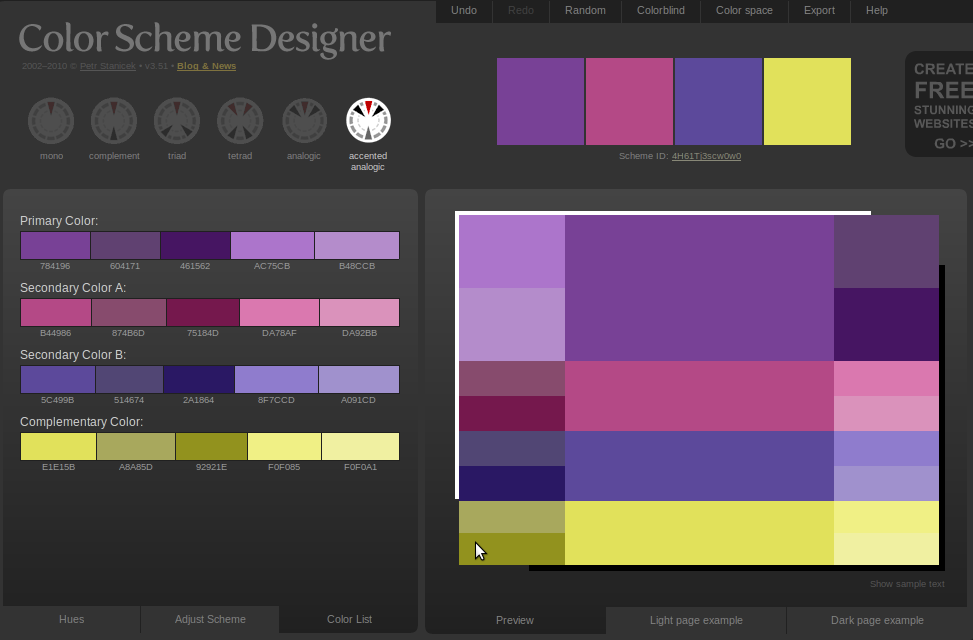 Undo Redo Random Colorblind Color space Export Help
Color Scheme Designer
2002–2010 © Petr Stanicek • v3.51 • Blog & News
mono complement triad tetrad analogic accented analogic
Scheme ID: 4H61Tj3scw0w0
CREATE
FREE
STUNNING
WEBSITES
GO >>
Primary Color:
784196 604171 461562 AC75CB B48CCB
Secondary Color A:
B44986 874B6D 75184D DA78AF DA92BB
Secondary Color B:
5C499B 514674 2A1864 8F7CCD A091CD
Complementary Color:
E1E15B A8A85D 92921E F0F085 F0F0A1
Show sample text
Hues Adjust Scheme Color List
Preview Light page example Dark page example